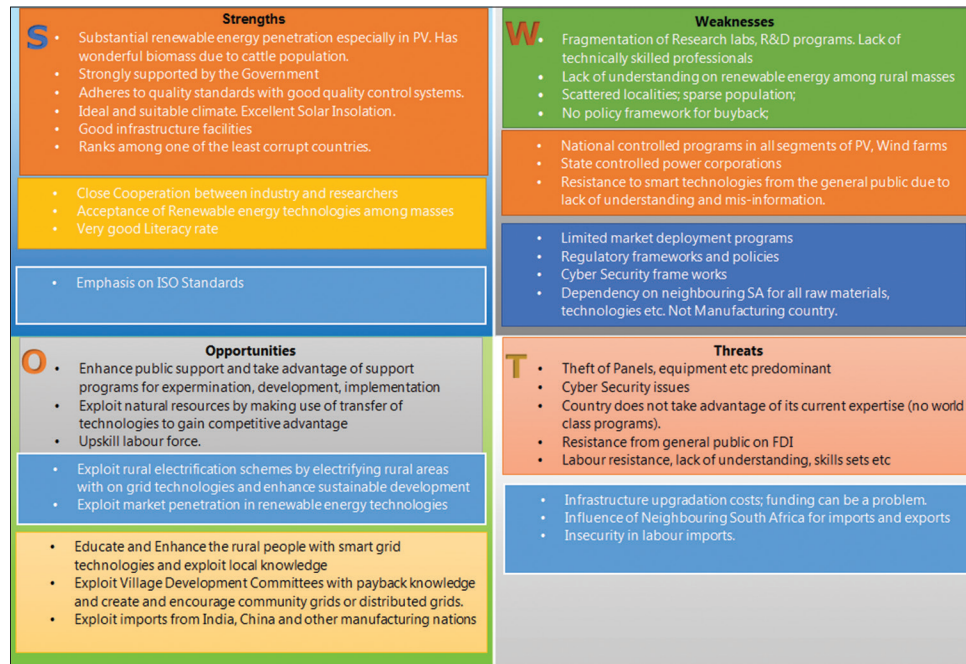 S
Strengths
• Substantial renewable energy penetration especially in PV. Has
wonderful biomass due to cattle population.
• Strongly supported by the Government
• Adheres to quality standards with good quality control systems.
• Ideal and suitable climate. Excellent Solar Insolation.
• Good infrastructure facilities
• Ranks among one of the least corrupt countries.
• Close Cooperation between industry and researchers
• Acceptance of Renewable energy technologies among masses
• Very good Literacy rate
• Emphasis on ISO Standards
W
Weaknesses
• Fragmentation of Research labs, R&D programs. Lack of
technically skilled professionals
• Lack of understanding on renewable energy among rural masses
• Scattered localities; sparse population;
• No policy framework for buyback;
• National controlled programs in all segments of PV, Wind farms
• State controlled power corporations
• Resistance to smart technologies from the general public due to
lack of understanding and mis-information.
• Limited market deployment programs
• Regulatory frameworks and policies
• Cyber Security frame works
• Dependency on neighbouring SA for all raw materials,
technologies etc. Not Manufacturing country.
O
Opportunities
• Enhance public support and take advantage of support
programs for expermination, development, implementation
• Exploit natural resources by making use of transfer of
technologies to gain competitive advantage
• Upskill labour force.
• Exploit rural electrification schemes by electrifying rural areas
with on grid technologies and enhance sustainable development
• Exploit market penetration in renewable energy technologies
• Educate and Enhance the rural people with smart grid
technologies and exploit local knowledge
• Exploit Village Development Committees with payback knowledge
and create and encourage community grids or distributed grids.
• Exploit imports from India, China and other manufacturing nations
T
Threats
• Theft of Panels, equipment etc predominant
• Cyber Security issues
• Country does not take advantage of its current expertise (no world
class programs).
• Resistance from general public on FDI
• Labour resistance, lack of understanding, skills sets etc
• Infrastructure upgradation costs; funding can be a problem.
• Influence of Neighbouring South Africa for imports and exports
• Insecurity in labour imports.